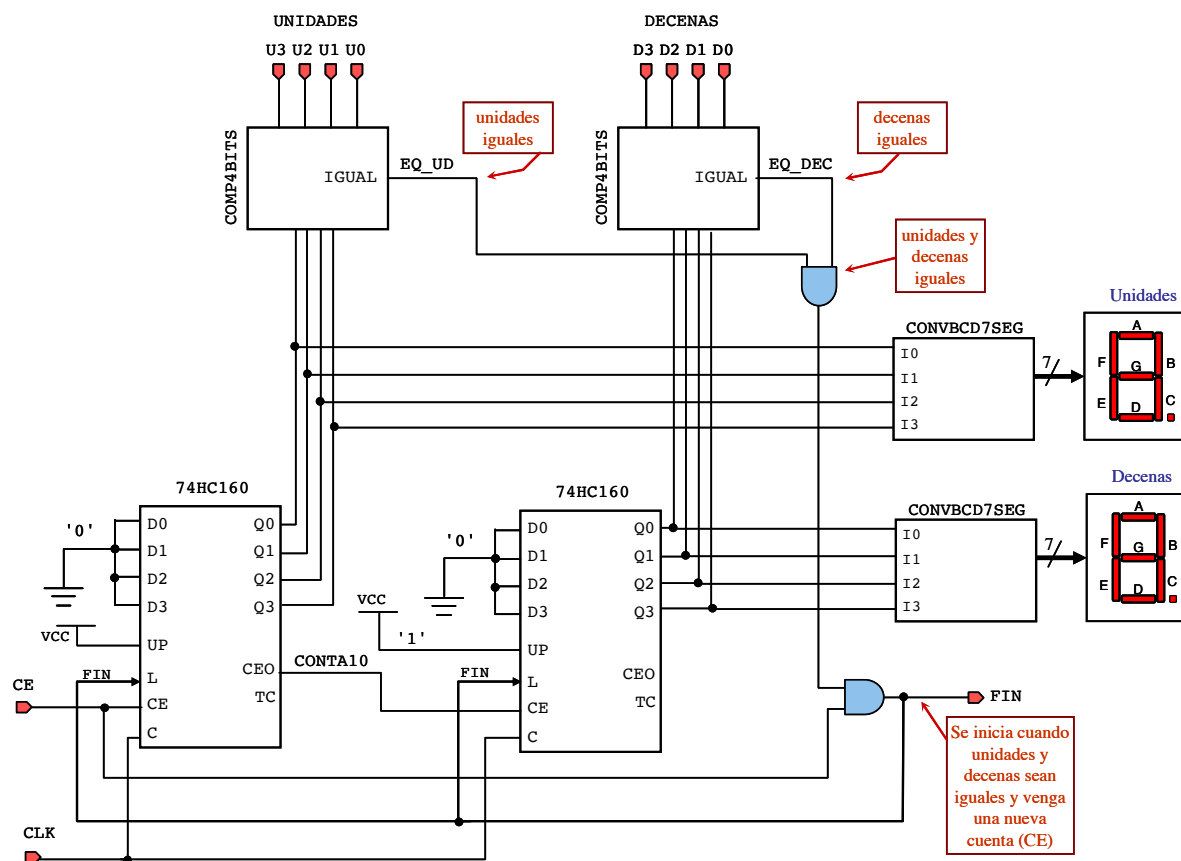 UNIDADES
U3 U2 U1 U0
DECENAS
D3 D2 D1 D0
COMP4BITS
IGUAL
EQ_UD
unidades
iguales
COMP4BITS
IGUAL
EQ_DEC
decenas
iguales
unidades y
decenas
iguales
Unidades
CONVBCD7SEG
I0
I1
I2
I3
7
A
F
B
G
E
C
D
Decenas
CONVBCD7SEG
I0
I1
I2
I3
7
A
F
B
G
E
C
D
74HC160
'0'
D0
D1
D2
D3
VCC
UP
FIN
L
CE
CE
C
Q0
Q1
Q2
Q3
CEO
TC
CONTA10
74HC160
'0'
D0
D1
D2
D3
VCC
'1'
UP
FIN
L
CE
C
Q0
Q1
Q2
Q3
CEO
TC
FIN
Se inicia cuando
unidades y
decenas sean
iguales y venga
una nueva
cuenta (CE)
CLK